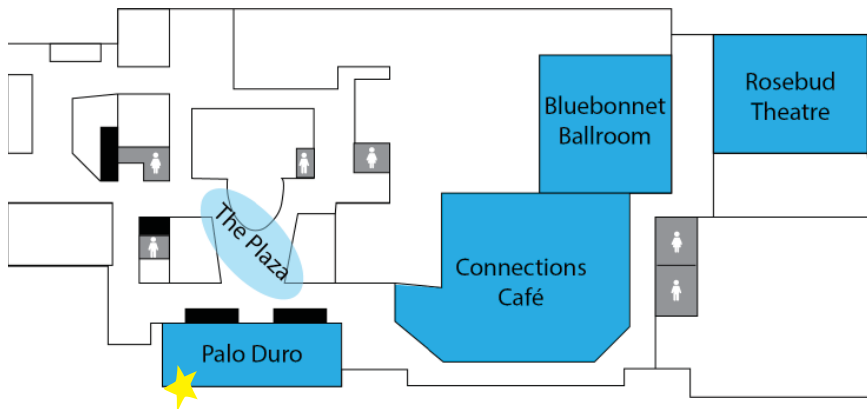 Rosebud
Theatre
Bluebonnet
Ballroom
The Plaza
Connections
Café
Palo Duro